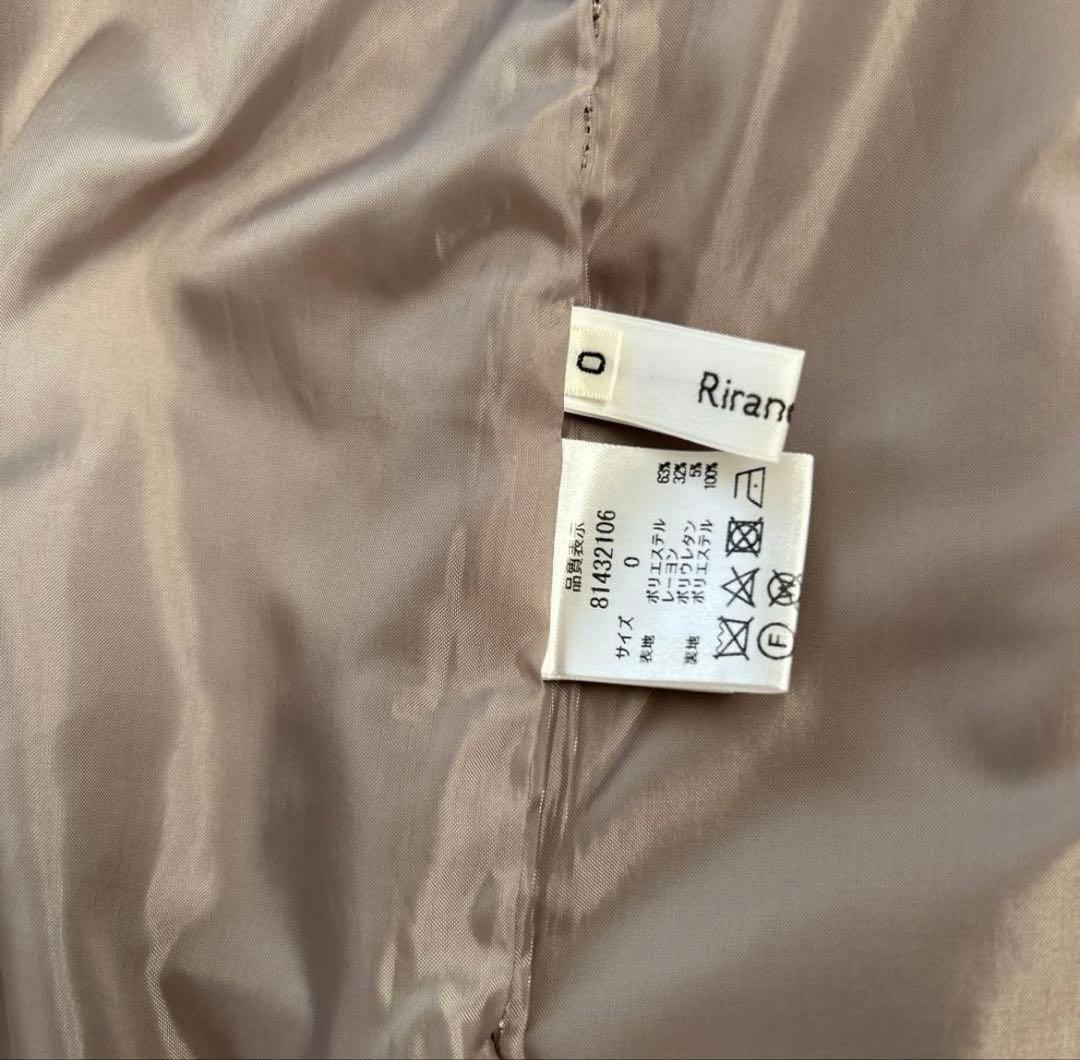 0
Riran
品質表示
81432106
サイズ 0
表地 ポリエステル 63%
レーヨン 32%
ポリウレタン 5%
裏地 ポリエステル 100%
F
W